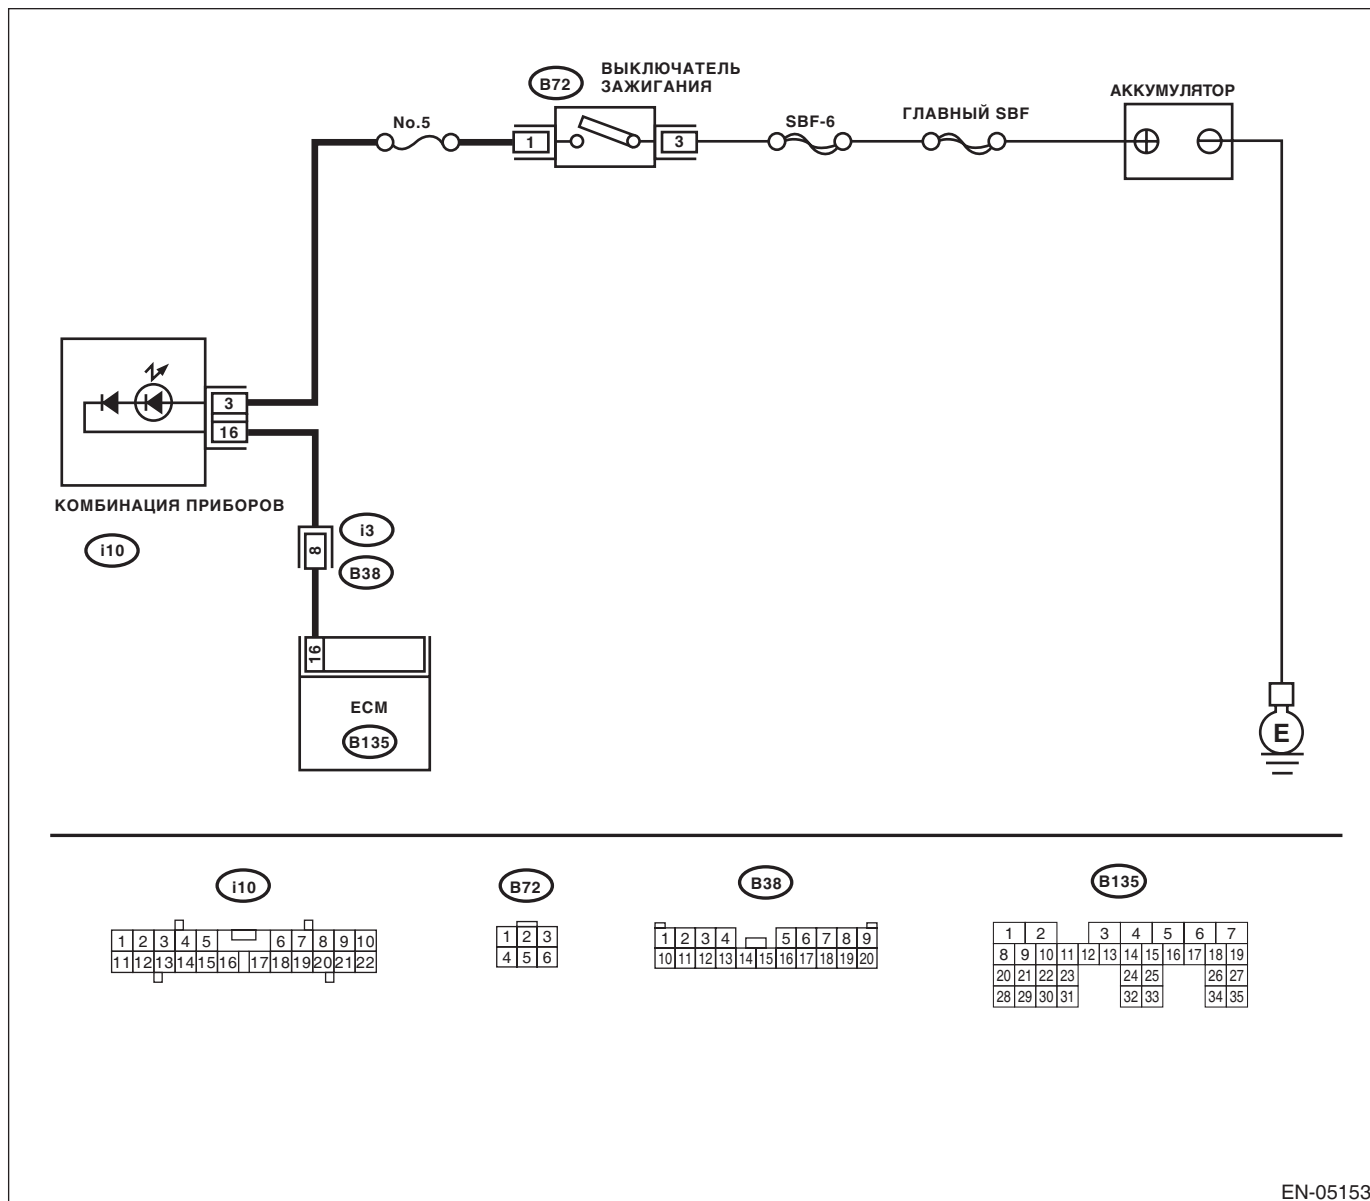 B72
ВЫКЛЮЧАТЕЛЬ
ЗАЖИГАНИЯ
АККУМУЛЯТОР
No.5
SBF-6
ГЛАВНЫЙ SBF
1
3
3
16
КОМБИНАЦИЯ ПРИБОРОВ
i10
8
i3
B38
16
ECM
B135
E
i10
B72
B38
B135
1 2 3 4 5 6 7 8 9 10
11 12 13 14 15 16 17 18 19 20 21 22
1 2 3
4 5 6
1 2 3 4 5 6 7 8 9
10 11 12 13 14 15 16 17 18 19 20
1 2 3 4 5 6 7
8 9 10 11 12 13 14 15 16 17 18 19
20 21 22 23 24 25 26 27
28 29 30 31 32 33 34 35
EN-05153